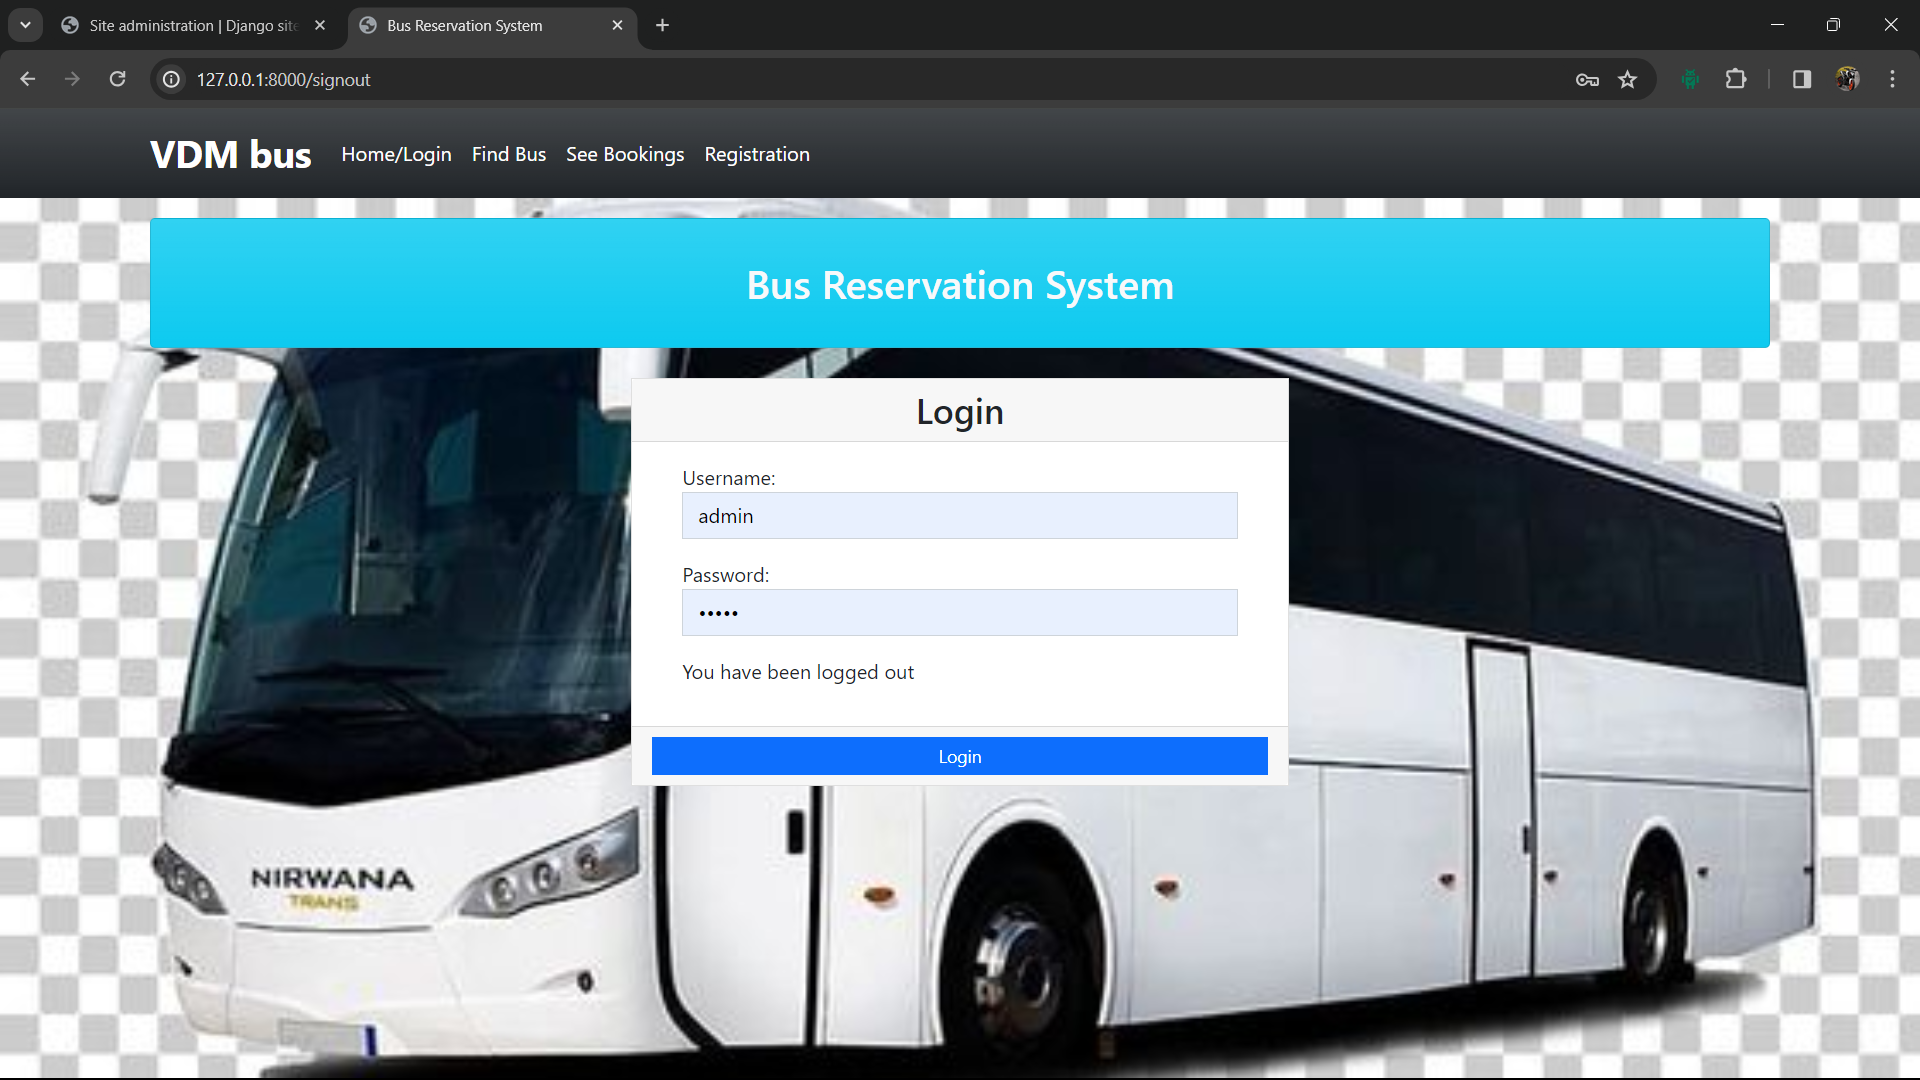 Site administration | Django site
Bus Reservation System
127.0.0.1:8000/signout
VDM bus Home/Login Find Bus See Bookings Registration
Bus Reservation System
Login
Username:
admin
Password:
•••••
You have been logged out
Login
NIRWANA
TRANS